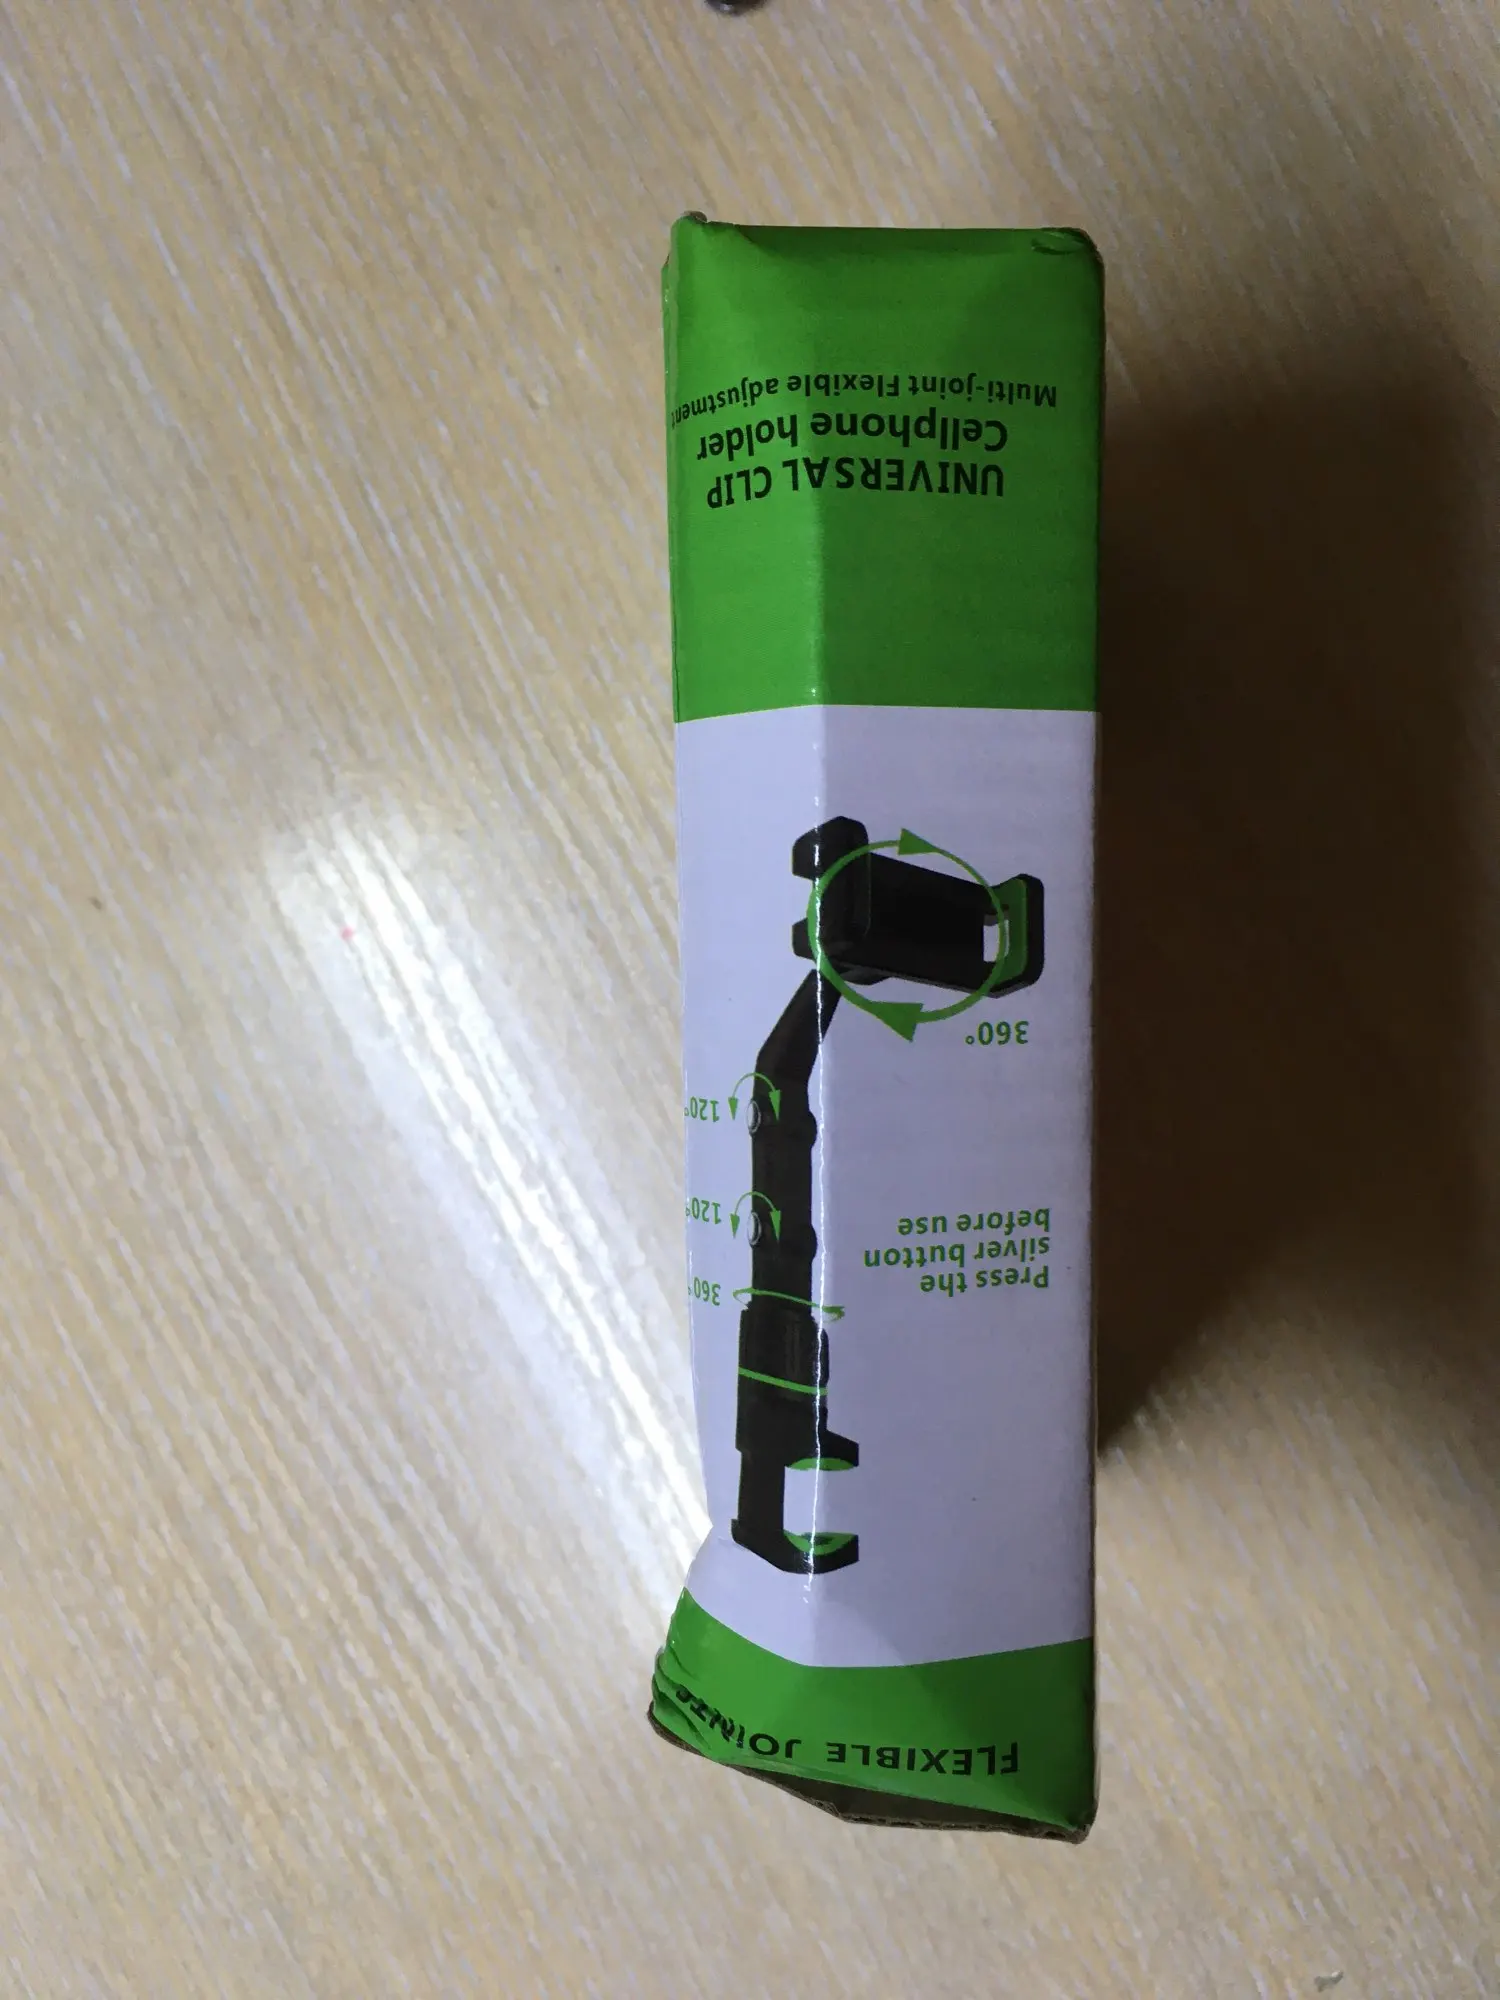 FLEXIBLE JOINTS
360°
120°
120°
Press the
silver button
before use
360°
UNIVERSAL CLIP
Cellphone holder
Multi-joint Flexible adjustment